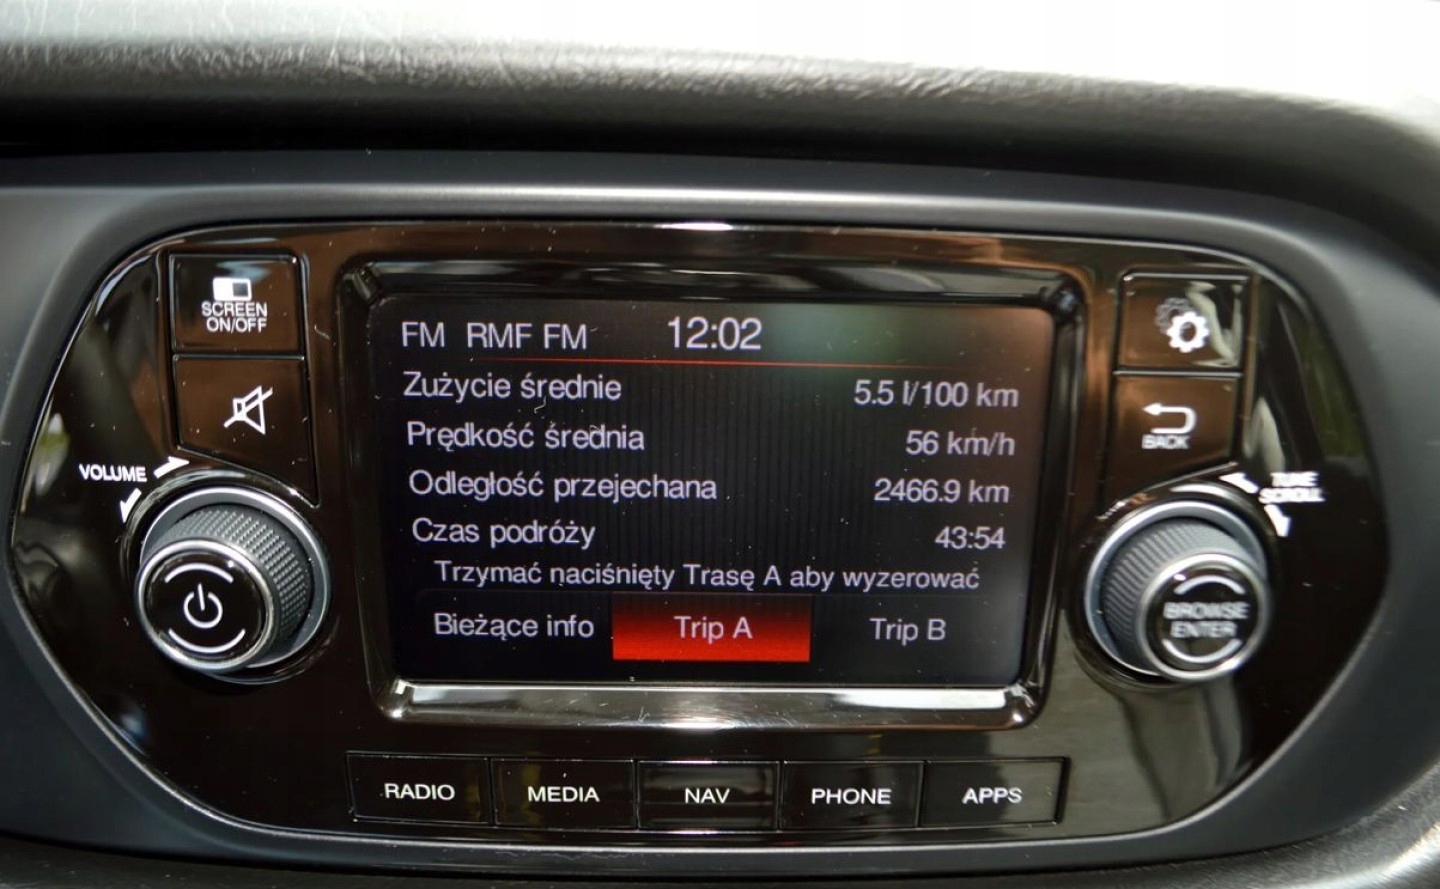 SCREEN
ON/OFF
VOLUME
FM RMF FM 12:02
Zużycie średnie 5.5 l/100 km
Prędkość średnia 56 km/h
Odległość przejechana 2466.9 km
Czas podróży 43:54
Trzymać naciśnięty Trasę A aby wyzerować
Bieżące info Trip A Trip B
BACK
TUNE
SCROLL
BROWSE
ENTER
RADIO MEDIA NAV PHONE APPS